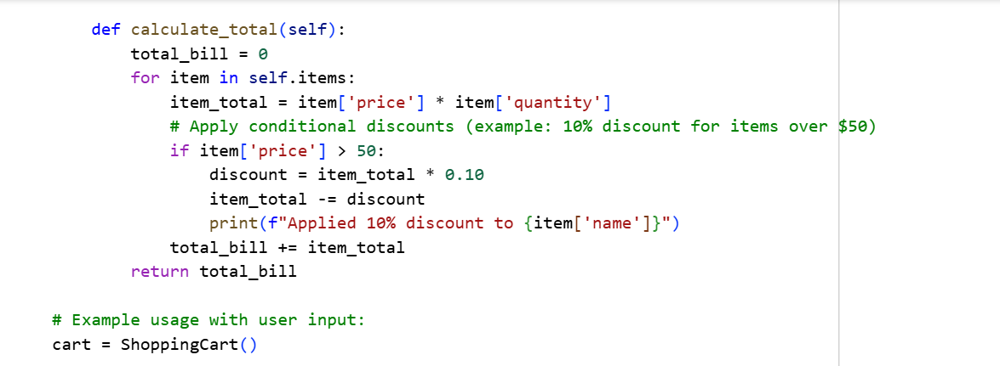 def calculate_total(self):
total_bill = 0
for item in self.items:
item_total = item['price'] * item['quantity']
# Apply conditional discounts (example: 10% discount for items over $50)
if item['price'] > 50:
discount = item_total * 0.10
item_total -= discount
print(f"Applied 10% discount to {item['name']}")
total_bill += item_total
return total_bill
# Example usage with user input:
cart = ShoppingCart()